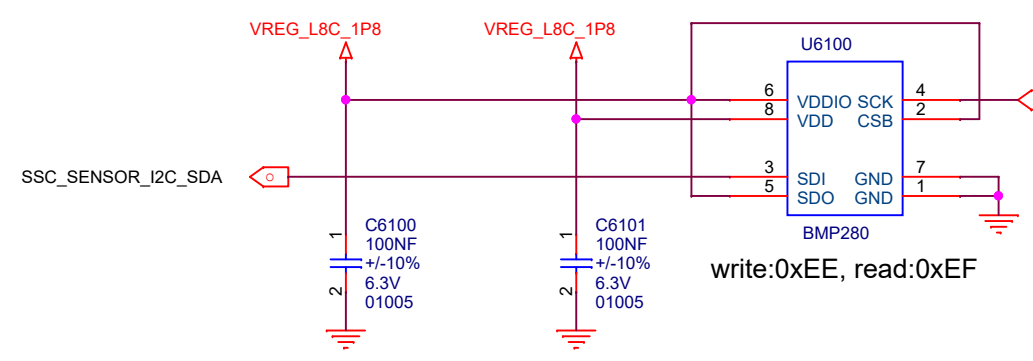 VREG_L8C_1P8
VREG_L8C_1P8
U6100
6
VDDIO
SCK
4
8
VDD
CSB
2
SSC_SENSOR_I2C_SDA
3
SDI
GND
7
5
SDO
GND
1
BMP280
write:0xEE, read:0xEF
1
C6100
100NF
+/-10%
6.3V
01005
2
1
C6101
100NF
+/-10%
6.3V
01005
2